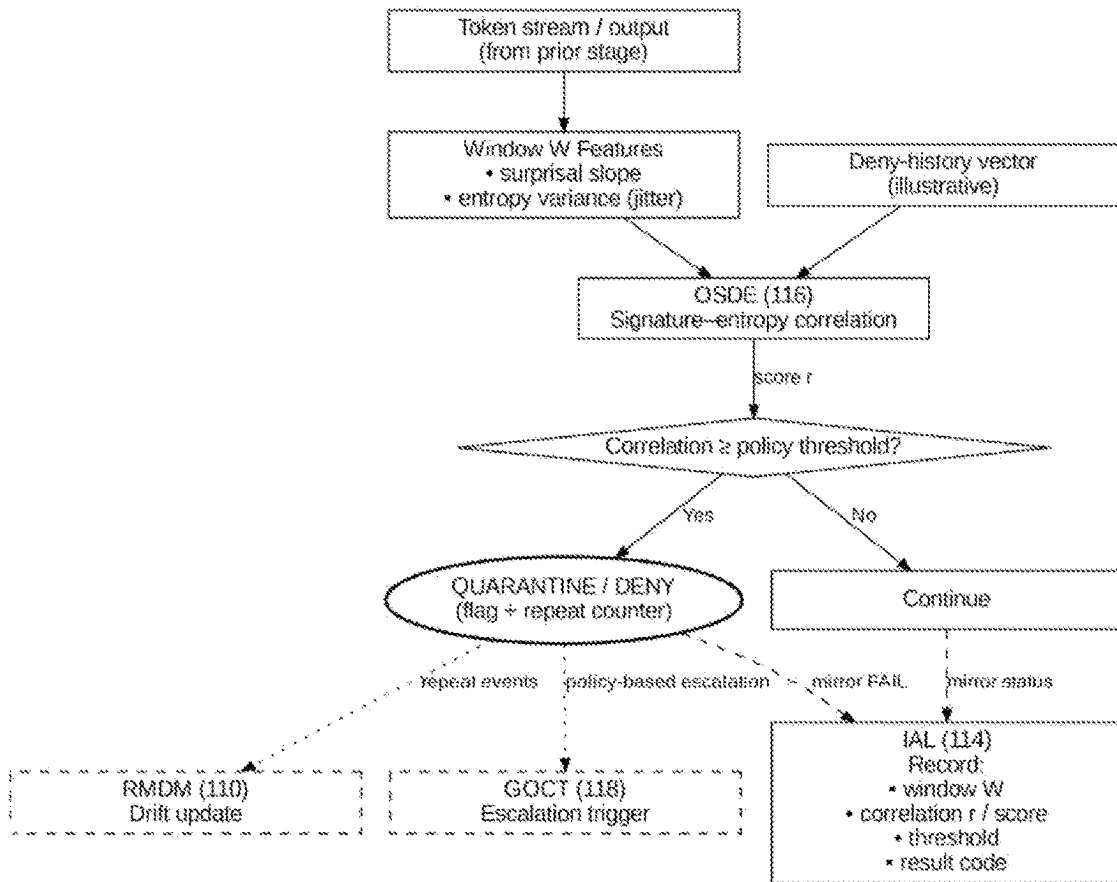 Token stream / output
(from prior stage)
Window W Features
• surprisal slope
• entropy variance (jitter)
Deny-history vector
(illustrative)
OSDE (116)
Signature–entropy correlation
score r
Correlation ≥ policy threshold?
Yes
No
QUARANTINE / DENY
(flag + repeat counter)
Continue
repeat events
policy-based escalation
mirror FAIL
mirror status
RMDM (110)
Drift update
GOCT (118)
Escalation trigger
IAL (114)
Record:
• window W
• correlation r / score
• threshold
• result code